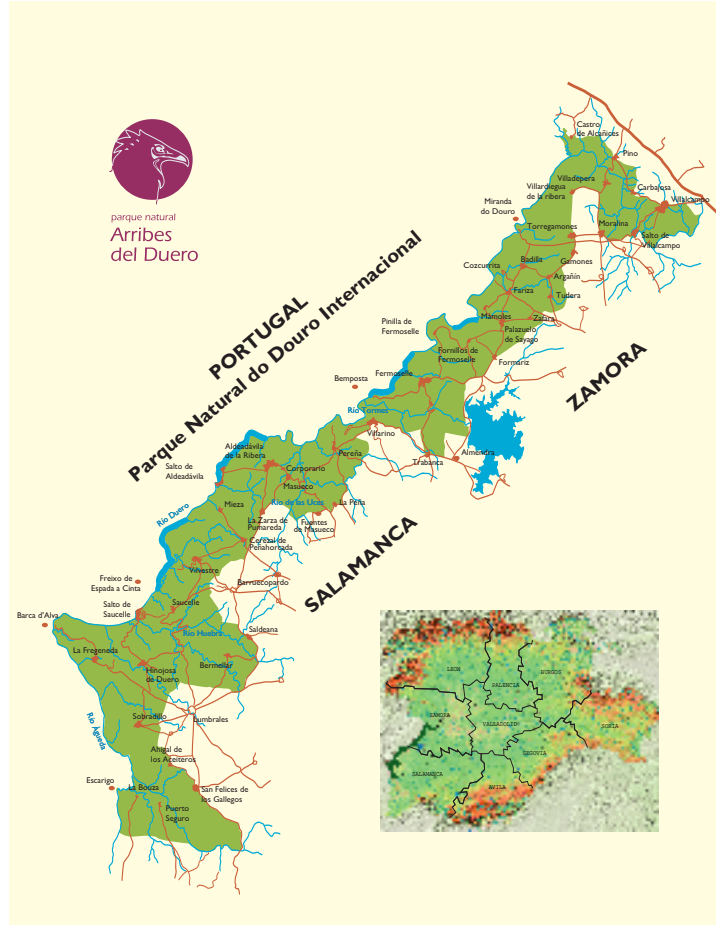 Castro
de Alcañices
Pino
Villadepera
Carbajosa
Villardiegua
de la ribera
Villalcampo
Miranda
do Douro
parque natural
Arribes
del Duero
Torregamones
Moralina
Salto de
Villalcampo
Badilla
Gamones
Cozcurrita
Argañín
Fariza
Tudera
PORTUGAL
Parque Natural do Douro Internacional
Mámoles
Zafara
Pinilla de
Fermoselle
Palazuelo
de Sayago
Fornillos de
Fermoselle
Formariz
Fermoselle
Bemposta
ZAMORA
Río Tormes
Villarino
Aldeadávila
de la Ribera
Pereña
Almendra
Trabanca
Salto de
Aldeadávila
Corporario
Masueco
Mieza
Río de las Uces
La Peña
Río Duero
La Zarza de
Pumareda
Fuentes
de Masueco
SALAMANCA
Cerezal de
Peñahorcada
Vilvestre
Freixo de
Espada a Cinta
Barruecopardo
Salto de
Saucelle
Saucelle
Barca d'Alva
Río Huebra
Saldeana
La Fregeneda
Hinojosa
de Duero
Bermellar
Río Agueda
Sobradillo
Lumbrales
Ahigal de
los Aceiteros
Escarigo
La Bouza
San Felices de
los Gallegos
Puerto
Seguro
LEON
BURGOS
PALENCIA
ZAMORA
VALLADOLID
SORIA
SEGOVIA
SALAMANCA
AVILA